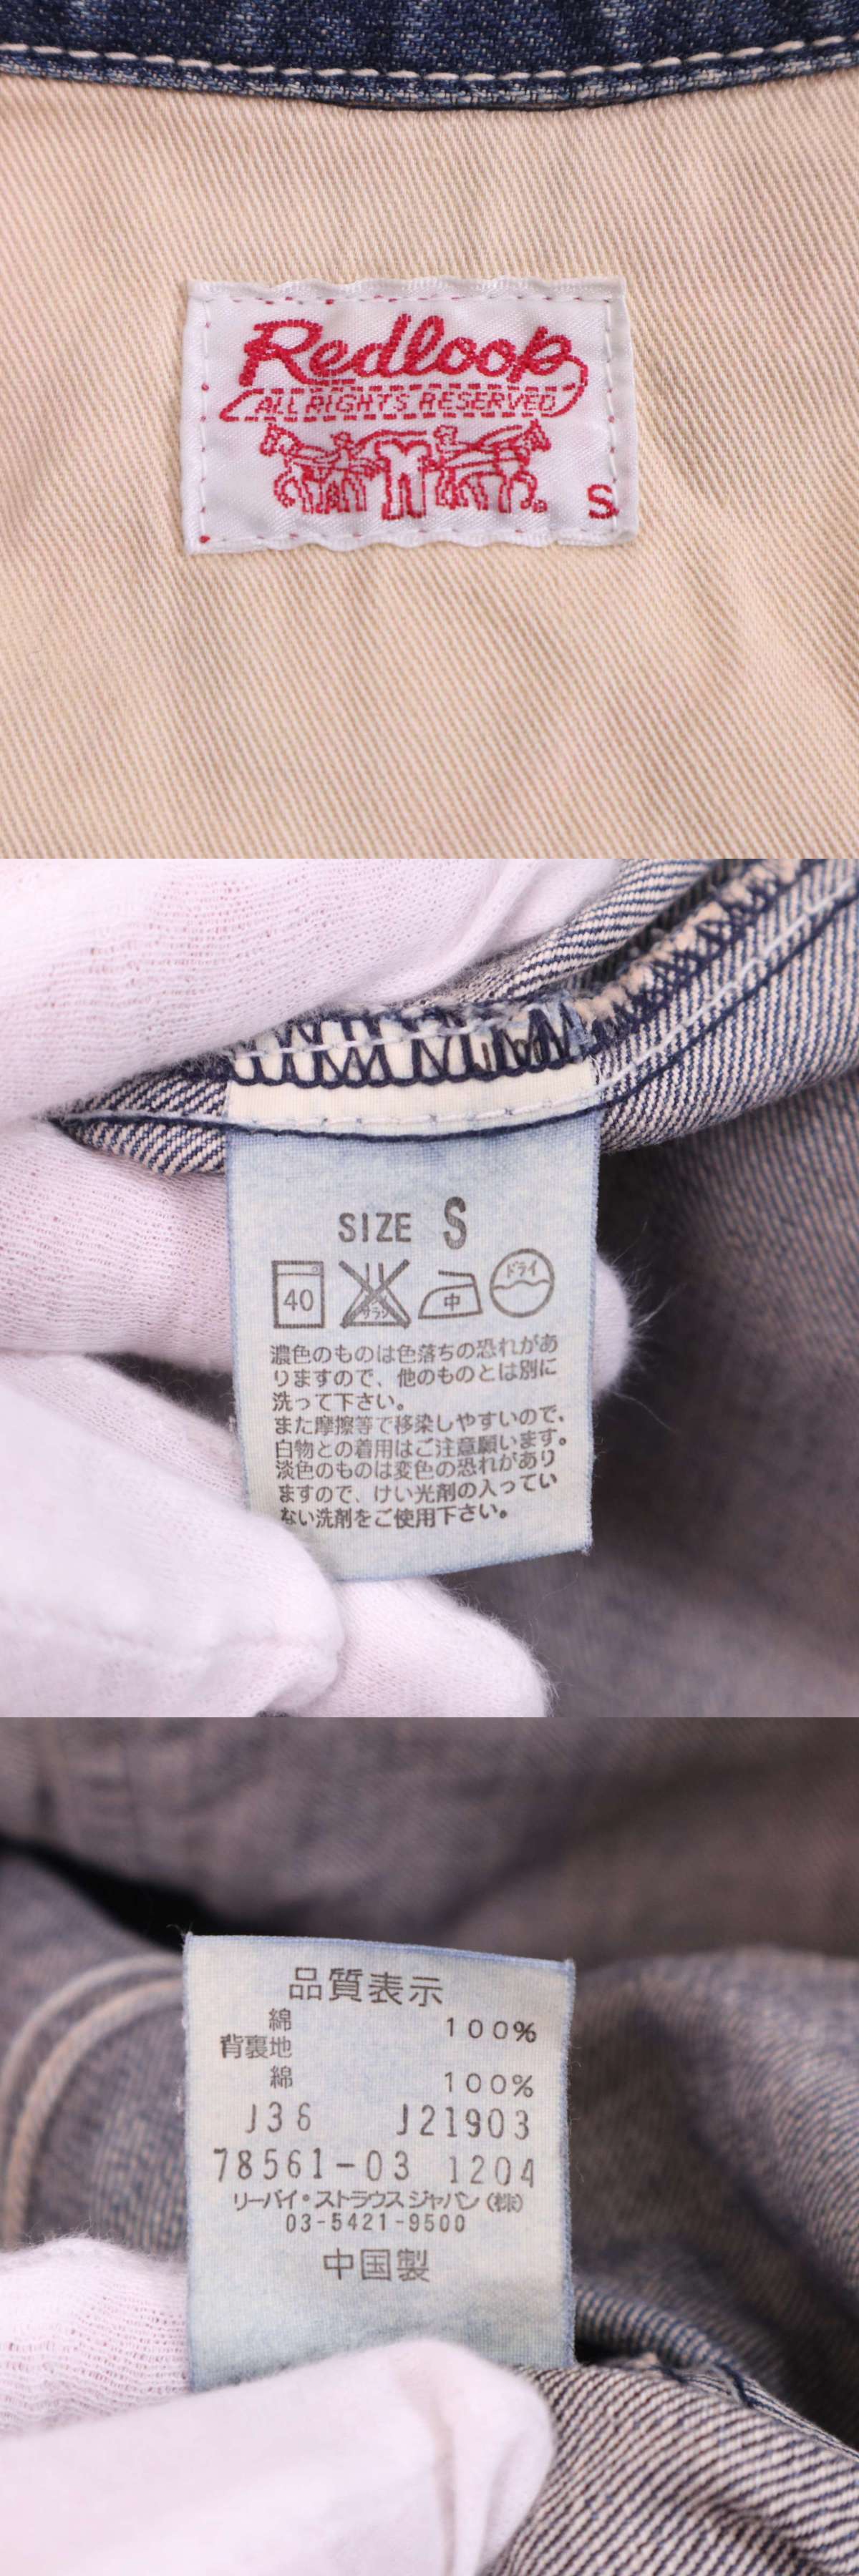 Redloop
ALL RIGHTS RESERVED
S
SIZE S
40 サラシ 中 ドライ
濃色のものは色落ちの恐れがあ
りますので、他のものとは別に
洗って下さい。
また摩擦等で移染しやすいので、
白物との着用はご注意願います。
淡色のものは変色の恐れがあり
ますので、けい光剤の入ってい
ない洗剤をご使用下さい。
品質表示
綿 100%
背裏地
綿 100%
J36 J21903
78561-03 1204
リーバイ・ストラウス ジャパン(株)
03-5421-9500
中国製